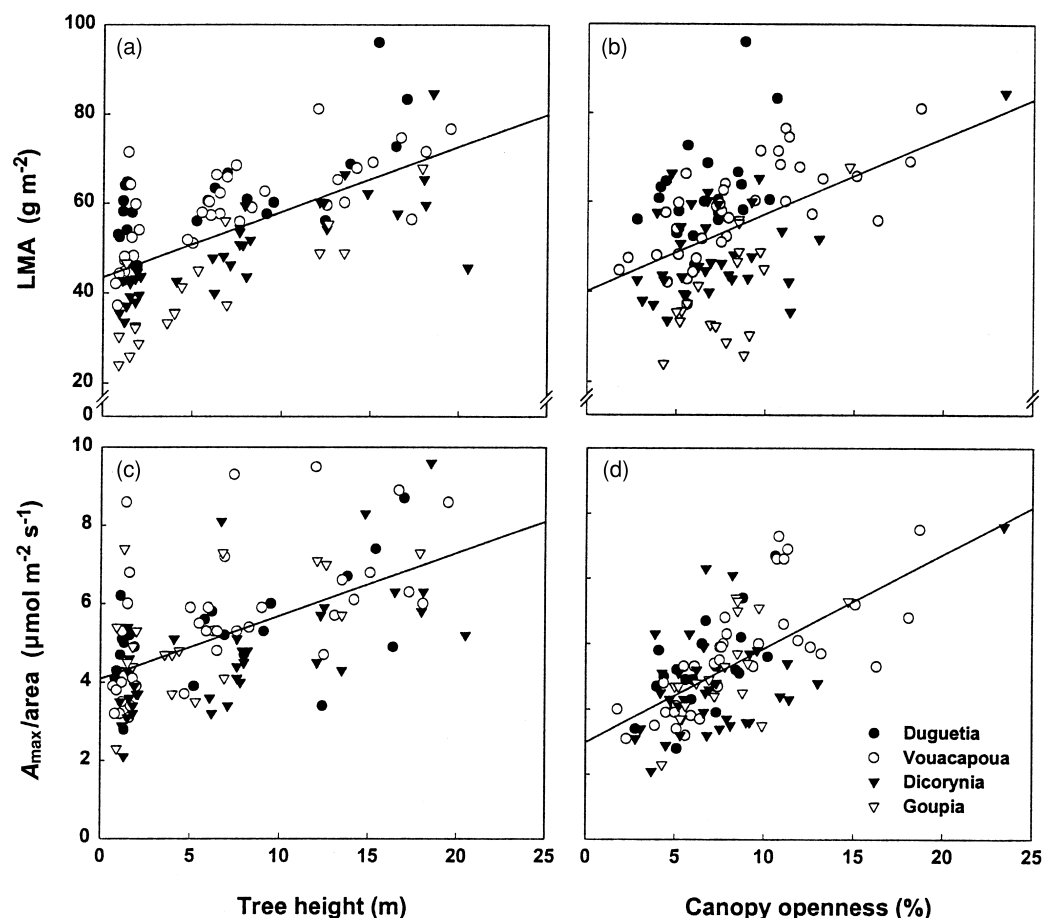 (a)
(b)
100
80
60
40
20
0
LMA (g m-2)
(c)
(d)
10
8
6
4
2
0
Amax/area (μmol m-2 s-1)
Duguetia
Vouacapoua
Dicorynia
Goupia
0 5 10 15 20 25
0 5 10 15 20 25
Tree height (m)
Canopy openness (%)